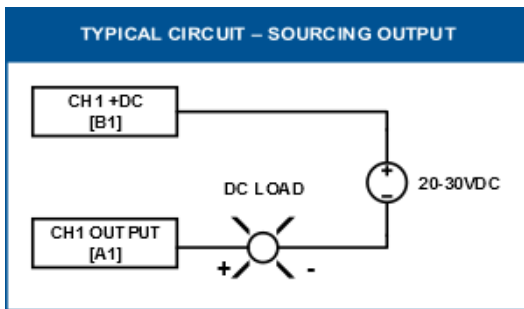 TYPICAL CIRCUIT – SOURCING OUTPUT
CH1 +DC
[B1]
+
–
20-30VDC
DC LOAD
CH1 OUTPUT
[A1]
+
-